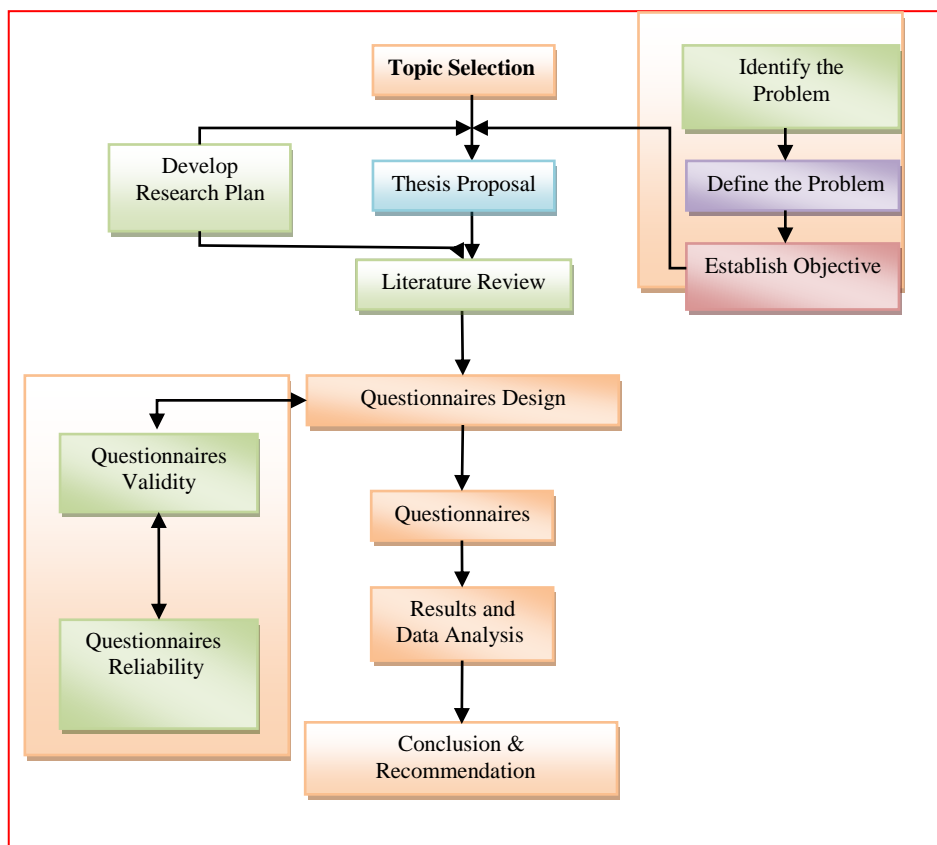 Topic Selection
Identify the
Problem
Develop
Research Plan
Thesis Proposal
Define the Problem
Establish Objective
Literature Review
Questionnaires Design
Questionnaires
Validity
Questionnaires
Questionnaires
Reliability
Results and
Data Analysis
Conclusion &
Recommendation